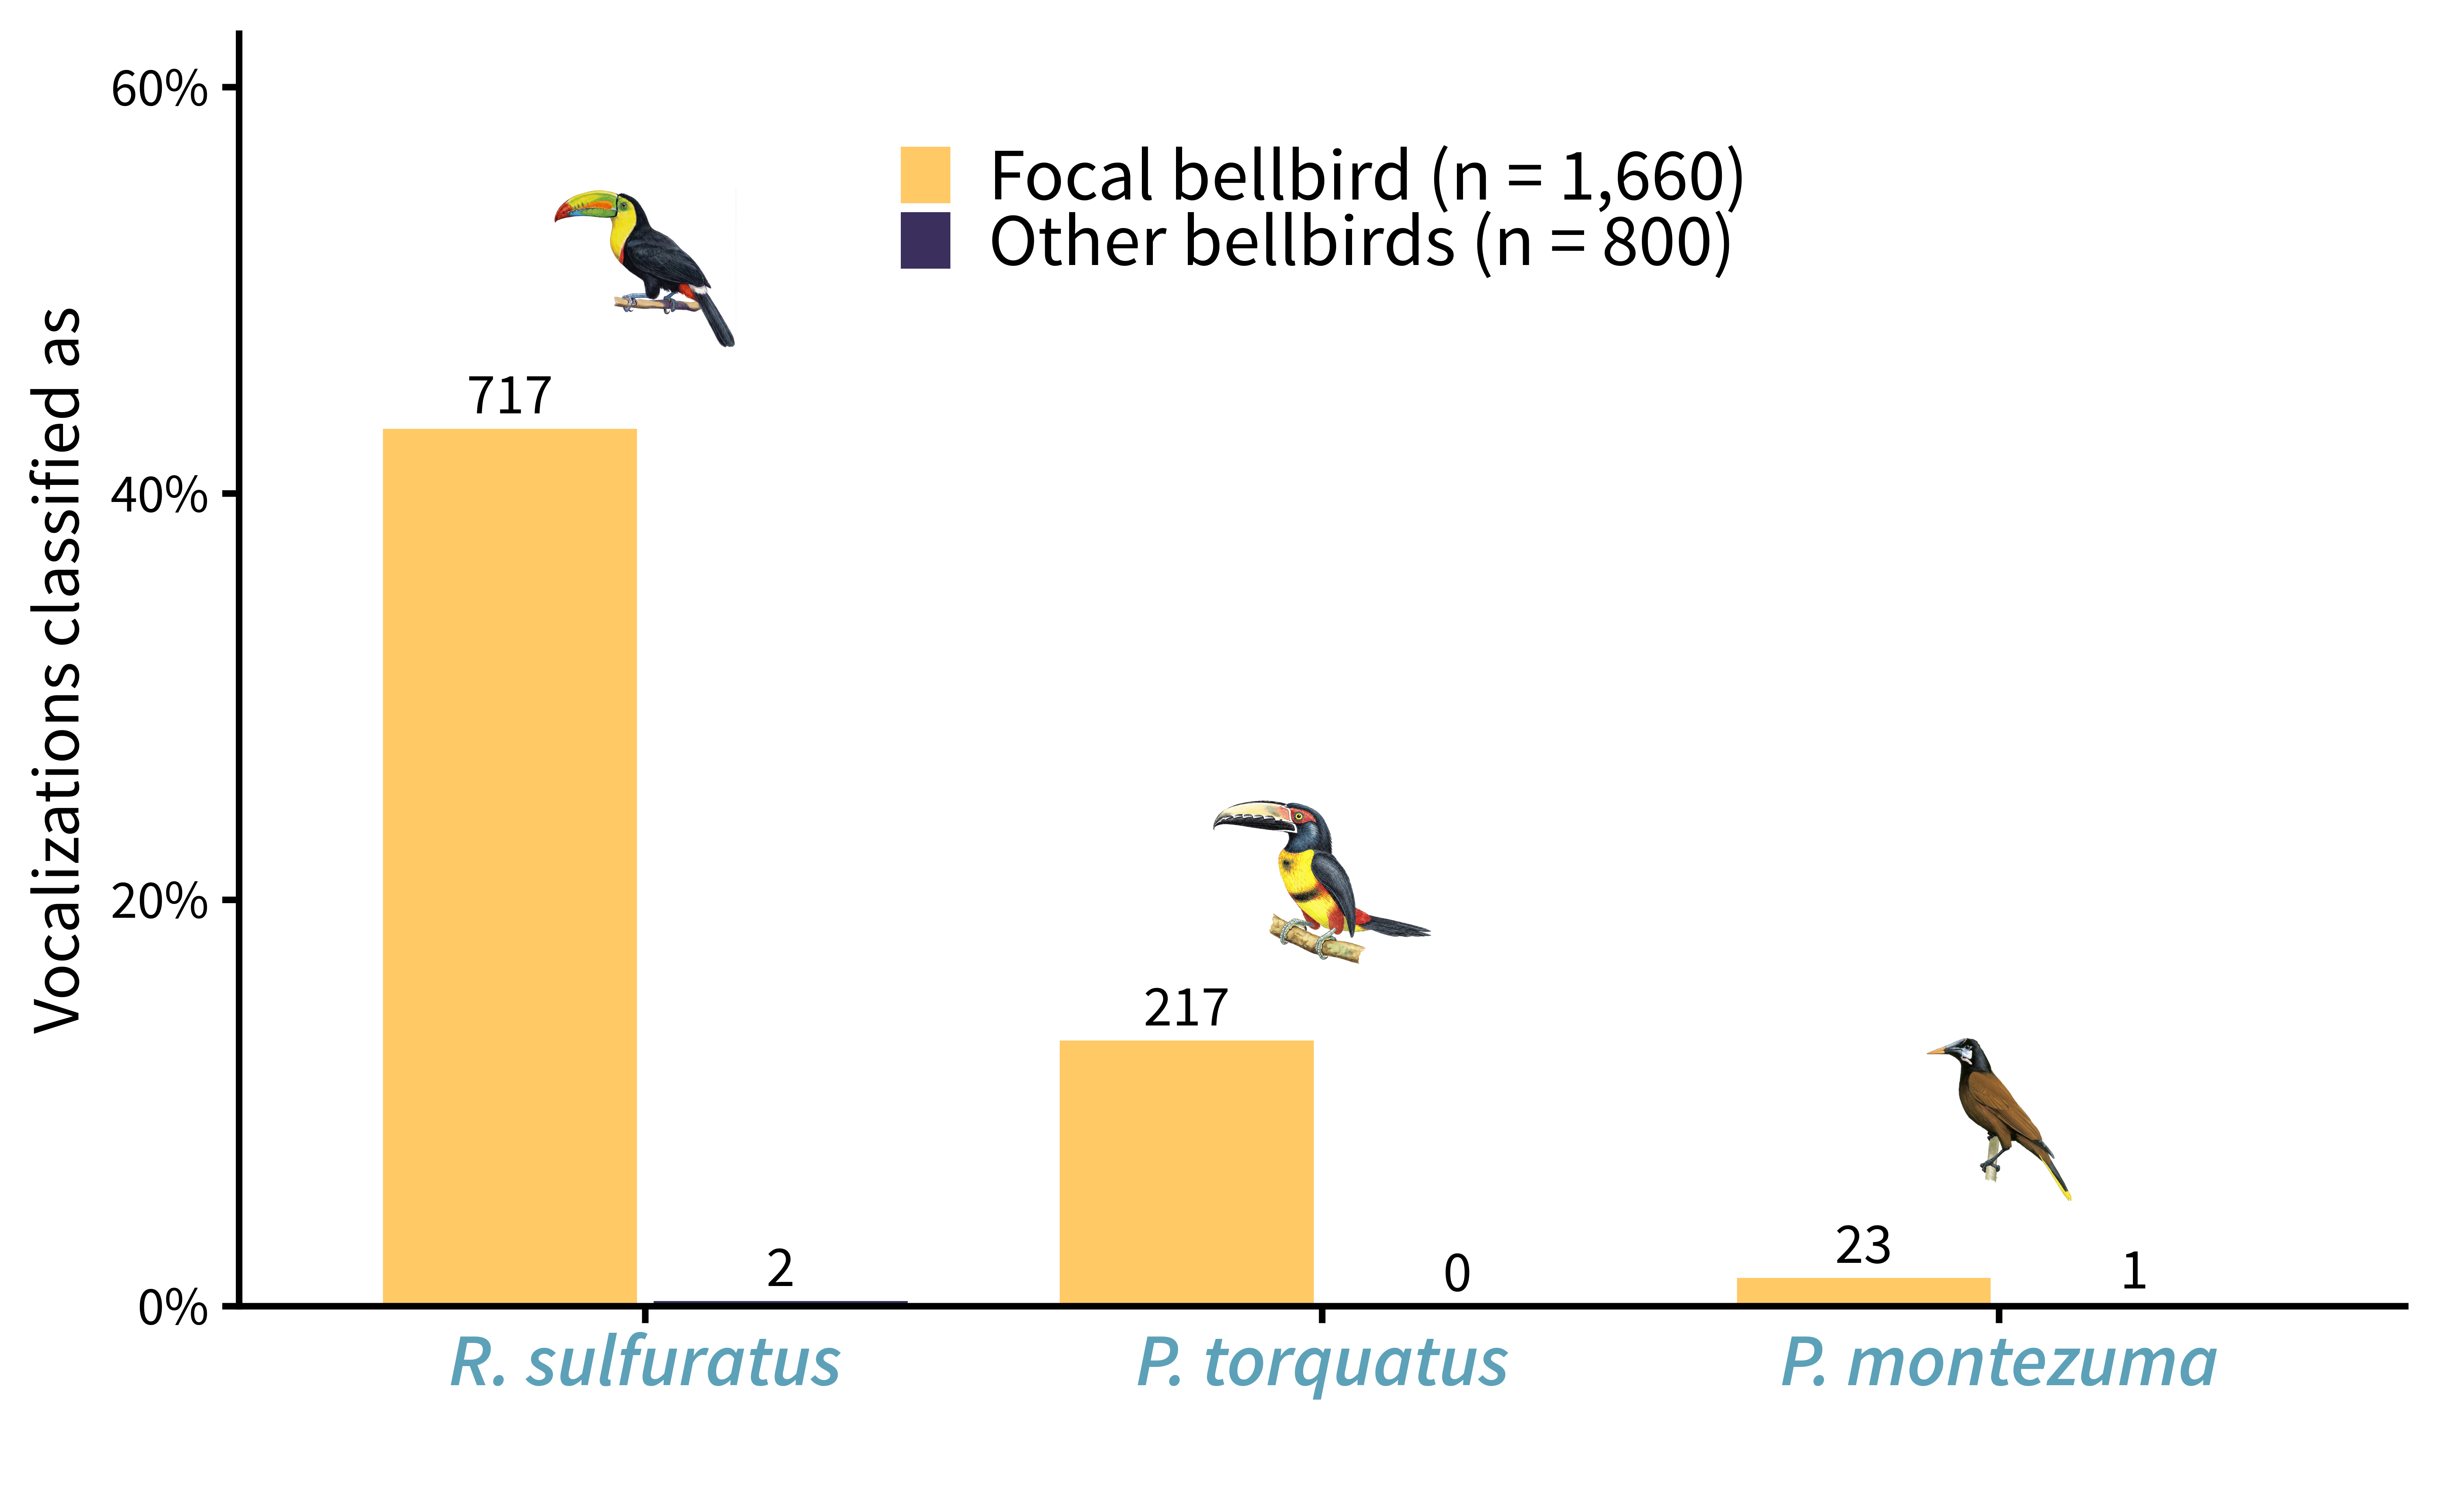 60%
Focal bellbird (n = 1,660)
Other bellbirds (n = 800)
Vocalizations classified as
717
40%
20%
217
23
2
0
1
0%
R. sulfuratus
P. torquatus
P. montezuma